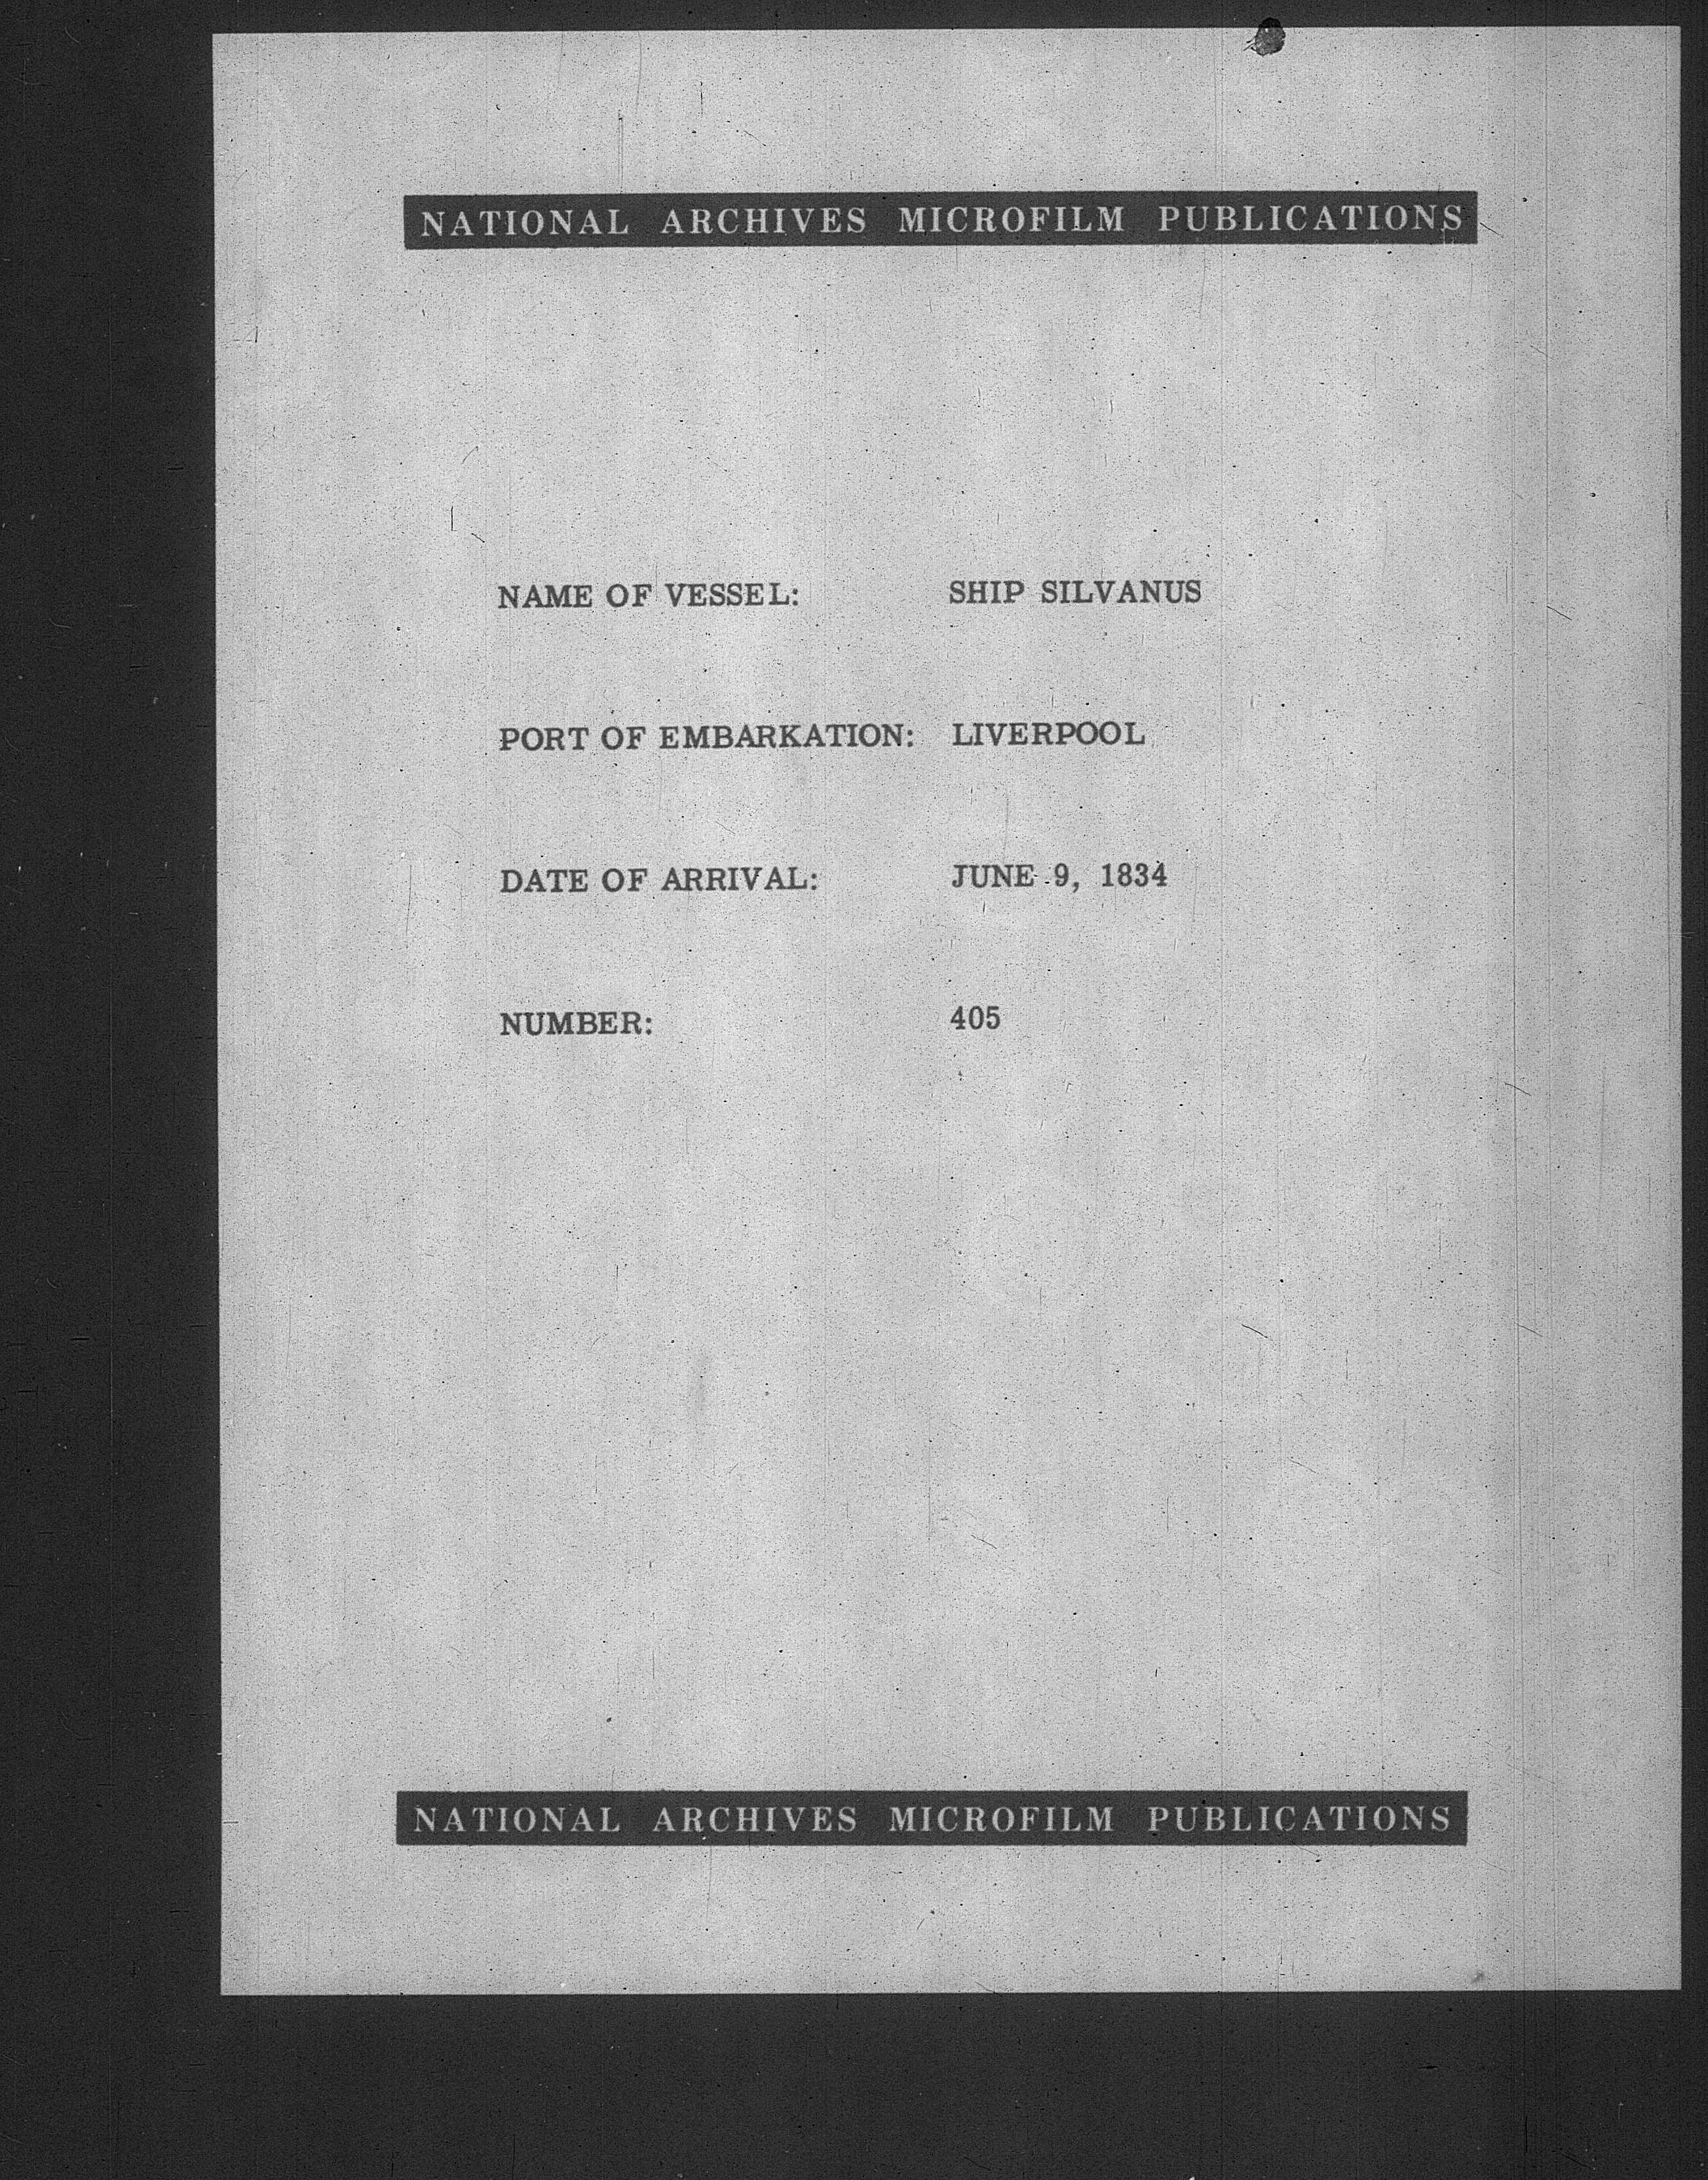 NATIONAL ARCHIVES MICROFILM PUBLICATIONS
NAME OF VESSEL: SHIP SILVANUS
PORT OF EMBARKATION: LIVERPOOL
DATE OF ARRIVAL: JUNE 9, 1834
NUMBER: 405
NATIONAL ARCHIVES MICROFILM PUBLICATIONS